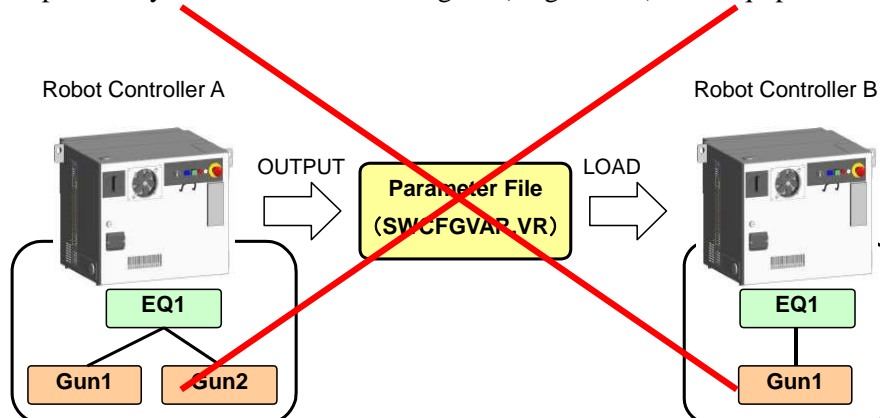 Robot Controller A
Robot Controller B
OUTPUT
LOAD
Parameter File
(SWCFGVAR.VR)
EQ1
EQ1
Gun1
Gun2
Gun1